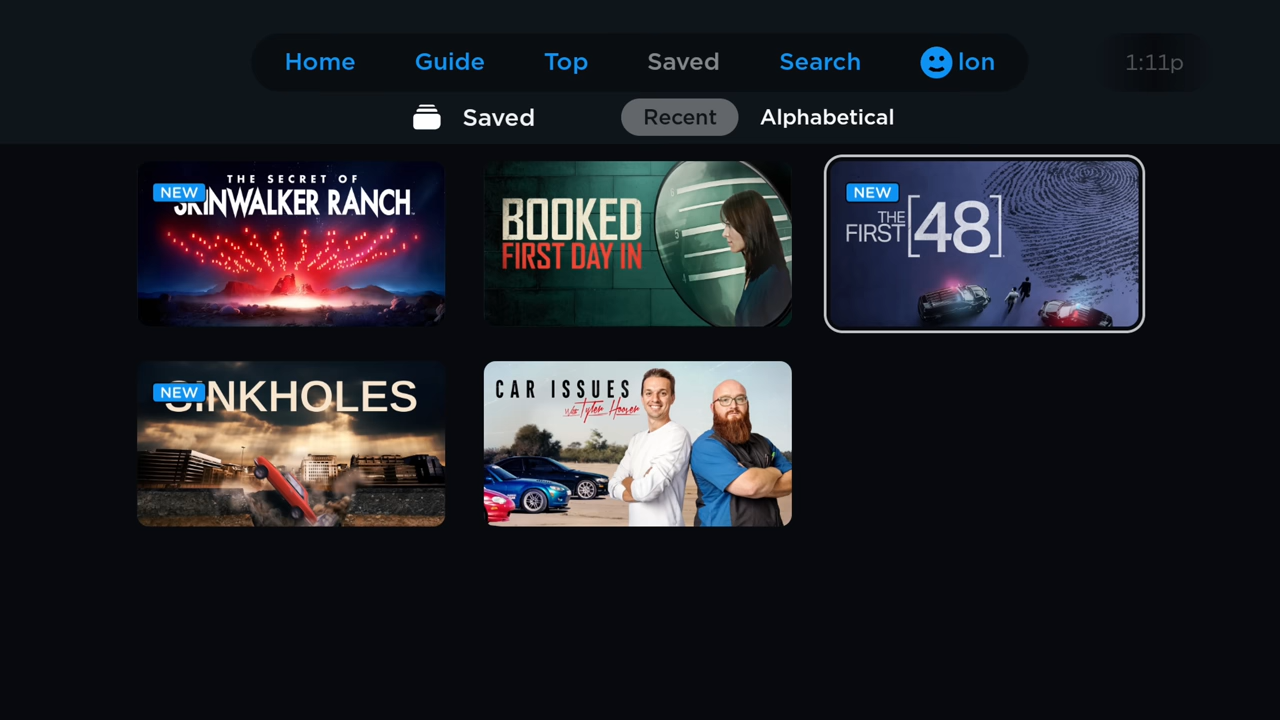 Home Guide Top Saved Search Ion 1:11p
Saved Recent Alphabetical
NEW
THE SECRET OF
SKINWALKER RANCH
BOOKED
FIRST DAY IN
NEW
THE
FIRST [48]
NEW
SINKHOLES
CAR ISSUES
with Tyler Hoover